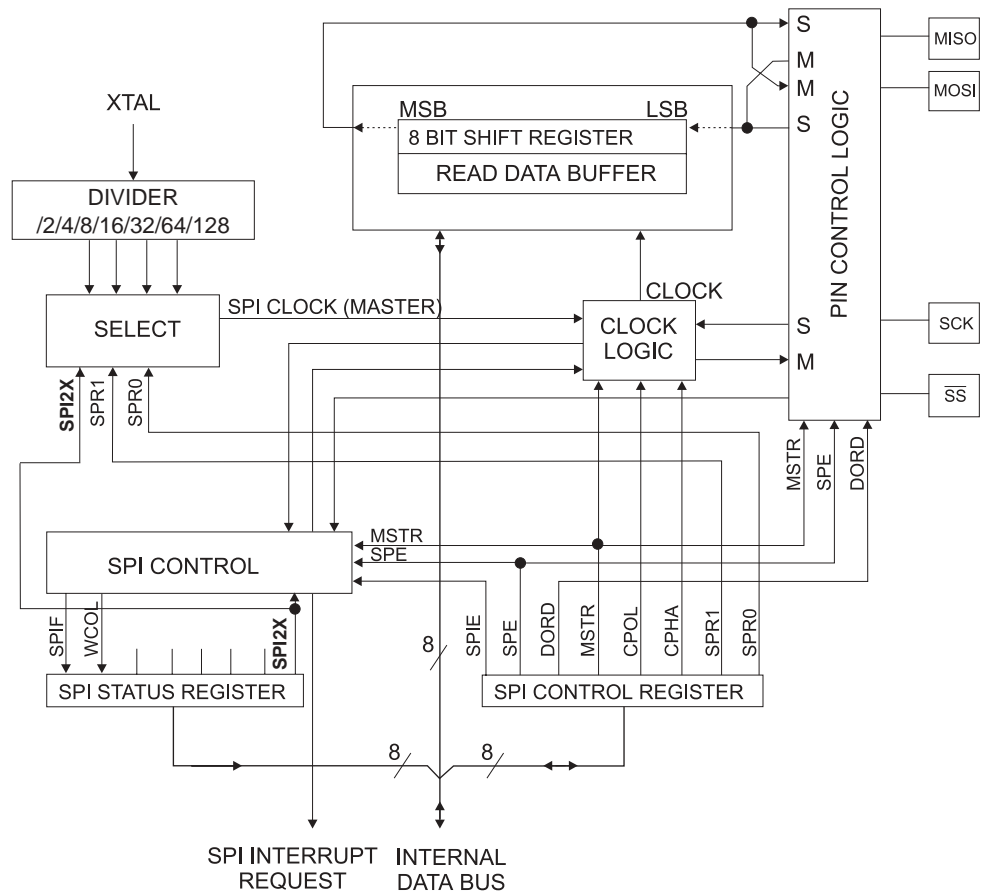 S
MISO
M
XTAL
MSB
LSB
M
MOSI
8 BIT SHIFT REGISTER
S
READ DATA BUFFER
DIVIDER
/2/4/8/16/32/64/128
PIN CONTROL LOGIC
SPI CLOCK (MASTER)
CLOCK
SELECT
CLOCK
LOGIC
S
SCK
M
SPI2X
SPR1
SPR0
SS
MSTR
SPE
DORD
MSTR
SPE
SPI CONTROL
SPIF
WCOL
SPI2X
8
SPIE
SPE
DORD
MSTR
CPOL
CPHA
SPR1
SPR0
SPI STATUS REGISTER
SPI CONTROL REGISTER
8
8
SPI INTERRUPT
REQUEST
INTERNAL
DATA BUS